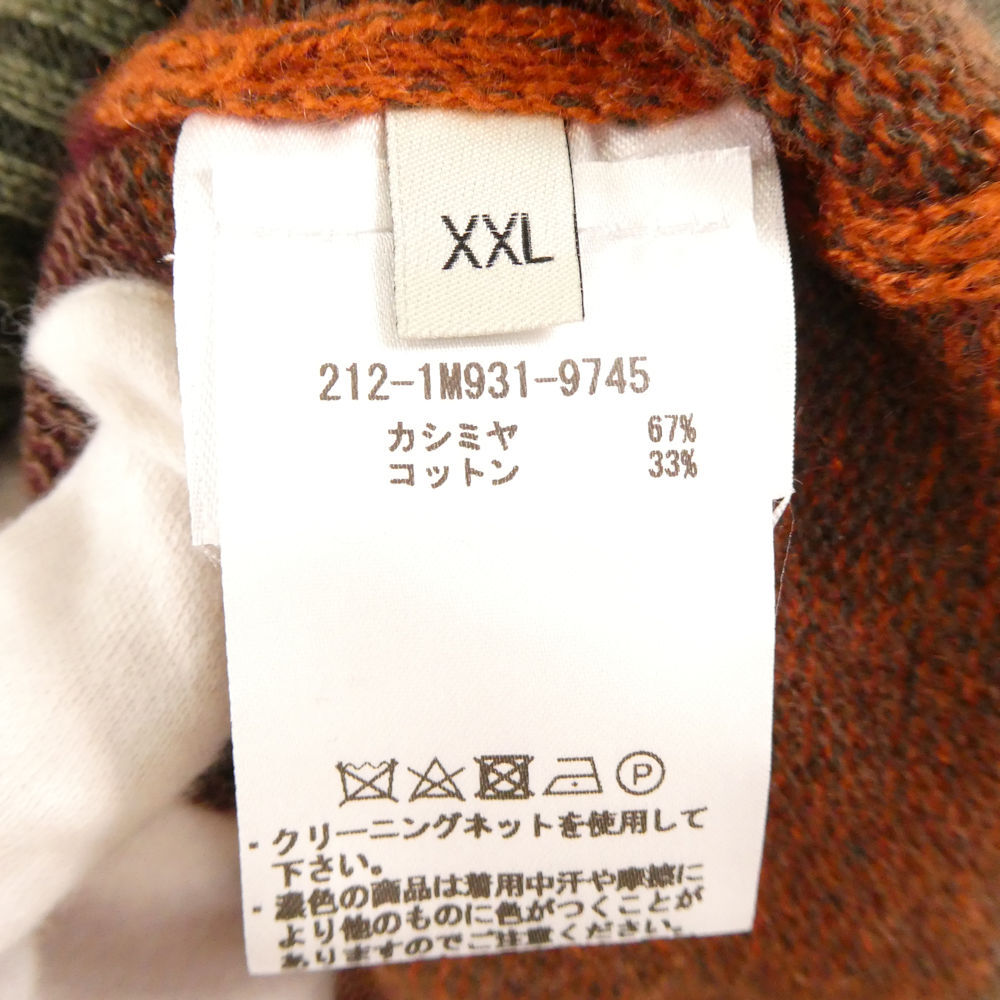 XXL
212-1M931-9745
カシミヤ 67%
コットン 33%
P
・クリーニングネットを使用して
下さい。
・濃色の商品は着用中汗や摩擦に
より他のものに色がつくことが
ありますのでご注意ください。